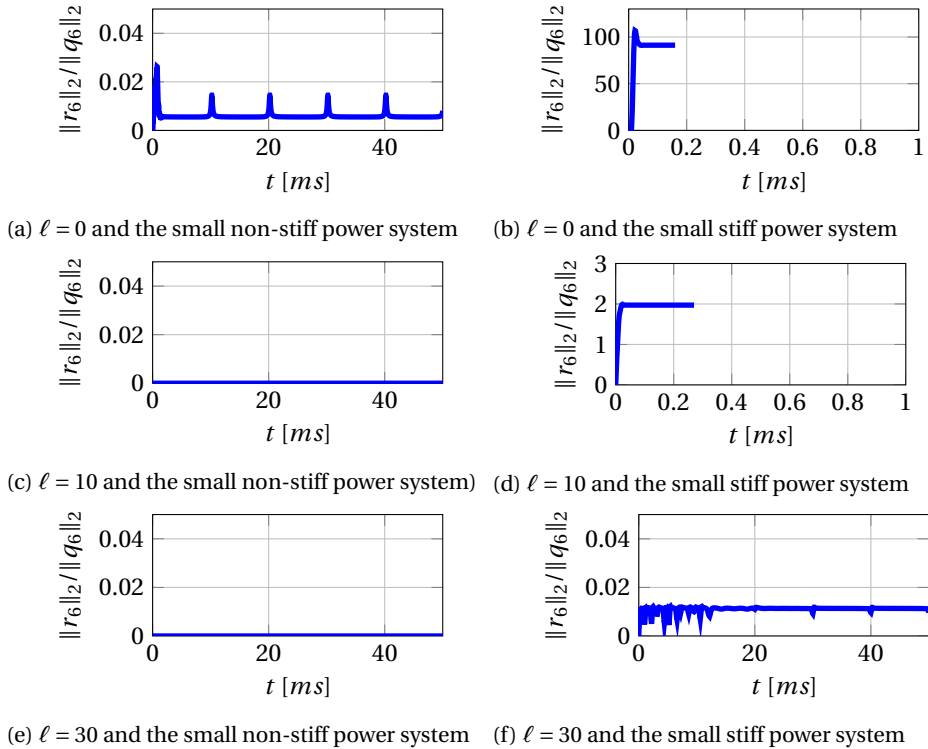 ∥r₆∥₂/∥q₆∥₂
0.04
0.02
0
0
20
40
t [ms]
(a) ℓ = 0 and the small non-stiff power system
∥r₆∥₂/∥q₆∥₂
100
50
0
0
0.2
0.4
0.6
0.8
1
t [ms]
(b) ℓ = 0 and the small stiff power system
∥r₆∥₂/∥q₆∥₂
0.04
0.02
0
0
20
40
t [ms]
(c) ℓ = 10 and the small non-stiff power system)
∥r₆∥₂/∥q₆∥₂
3
2
1
0
0
0.2
0.4
0.6
0.8
1
t [ms]
(d) ℓ = 10 and the small stiff power system
∥r₆∥₂/∥q₆∥₂
0.04
0.02
0
0
20
40
t [ms]
(e) ℓ = 30 and the small non-stiff power system
∥r₆∥₂/∥q₆∥₂
0.04
0.02
0
0
20
40
t [ms]
(f) ℓ = 30 and the small stiff power system